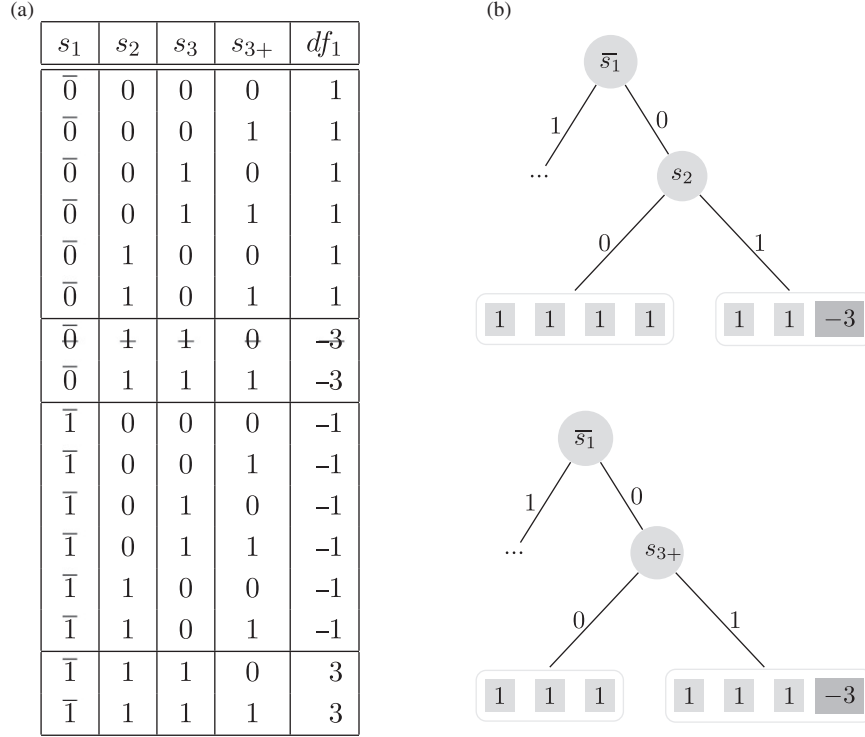 (a)
s1 s2 s3 s3+ df1
0̅ 0 0 0 1
0̅ 0 0 1 1
0̅ 0 1 0 1
0̅ 0 1 1 1
0̅ 1 0 0 1
0̅ 1 0 1 1
0̅ 1 1 0 –3
0̅ 1 1 1 –3
1̅ 0 0 0 –1
1̅ 0 0 1 –1
1̅ 0 1 0 –1
1̅ 0 1 1 –1
1̅ 1 0 0 –1
1̅ 1 0 1 –1
1̅ 1 1 0 3
1̅ 1 1 1 3
(b)
s̅1
1 0
...
s2
0 1
1 1 1 1 1 1 −3
s̅1
1 0
...
s3+
0 1
1 1 1 1 1 1 −3